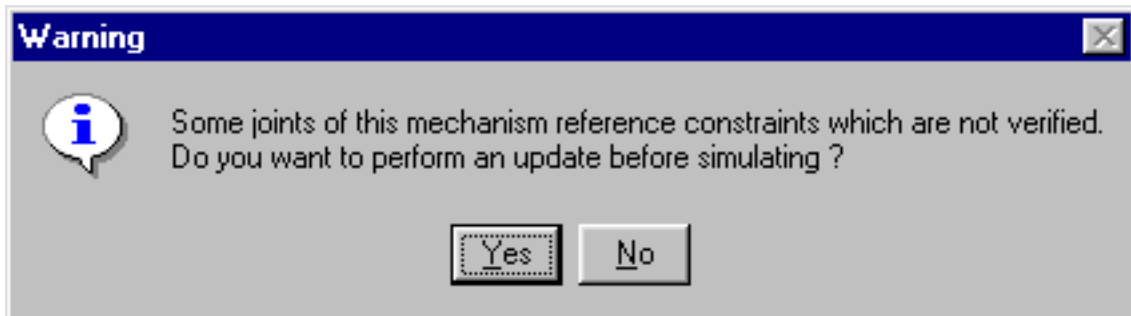 Warning
Some joints of this mechanism reference constraints which are not verified.
Do you want to perform an update before simulating ?
Yes No